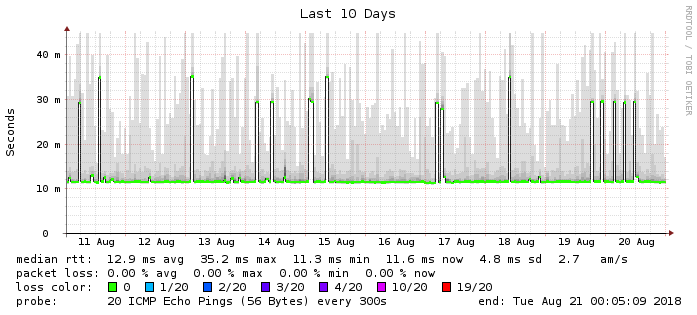 Last 10 Days
RRDTOOL / TOBI OETIKER
Seconds
40 m
30 m
20 m
10 m
0
11 Aug 12 Aug 13 Aug 14 Aug 15 Aug 16 Aug 17 Aug 18 Aug 19 Aug 20 Aug
median rtt: 12.9 ms avg 35.2 ms max 11.3 ms min 11.6 ms now 4.8 ms sd 2.7 am/s
packet loss: 0.00 % avg 0.00 % max 0.00 % min 0.00 % now
loss color: 0 1/20 2/20 3/20 4/20 10/20 19/20
probe: 20 ICMP Echo Pings (56 Bytes) every 300s end: Tue Aug 21 00:05:09 2018